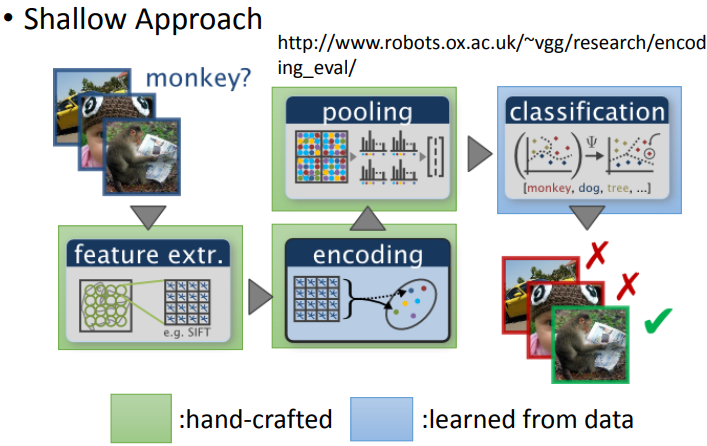 • Shallow Approach
http://www.robots.ox.ac.uk/~vgg/research/encod
ing_eval/
monkey?
feature extr.
e.g. SIFT
encoding
pooling
classification
Ψ
[monkey, dog, tree, ...]
:hand-crafted
:learned from data